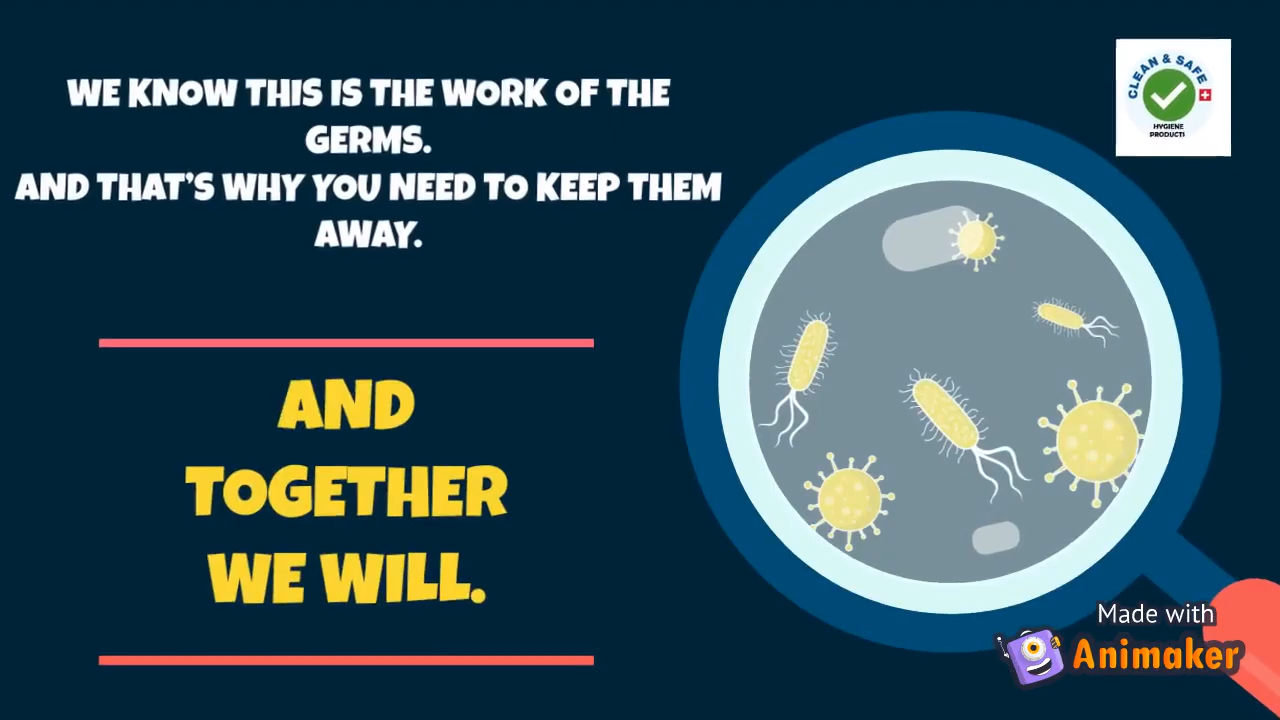 WE KNOW THIS IS THE WORK OF THE
GERMS.
AND THAT'S WHY YOU NEED TO KEEP THEM
AWAY.
AND
TOGETHER
WE WILL.
CLEAN & SAFE
HYGIENE
PRODUCTS
Made with
Animaker